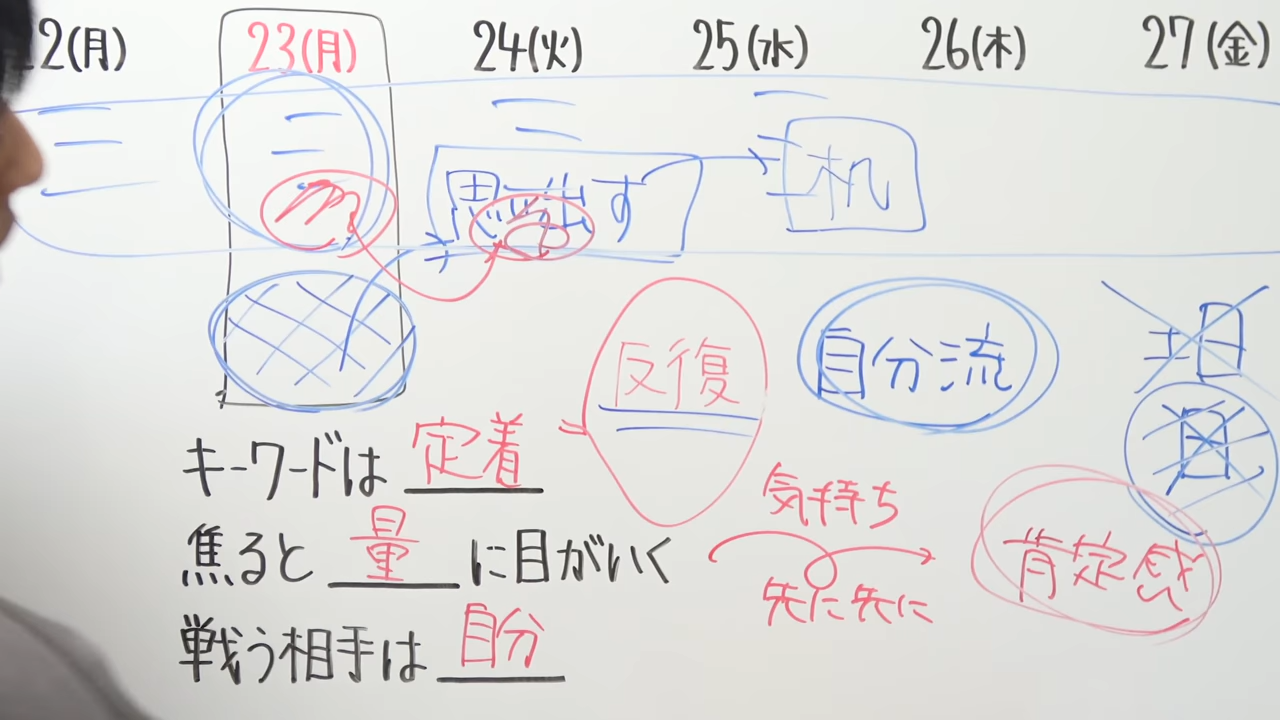 2(月) 23(月) 24(火) 25(水) 26(木) 27(金)
思い出す
机
反復
自分流
キーワードは 定着
気持ち
焦ると 量 に目がいく
先に先に
肯定感
戦う相手は 自分